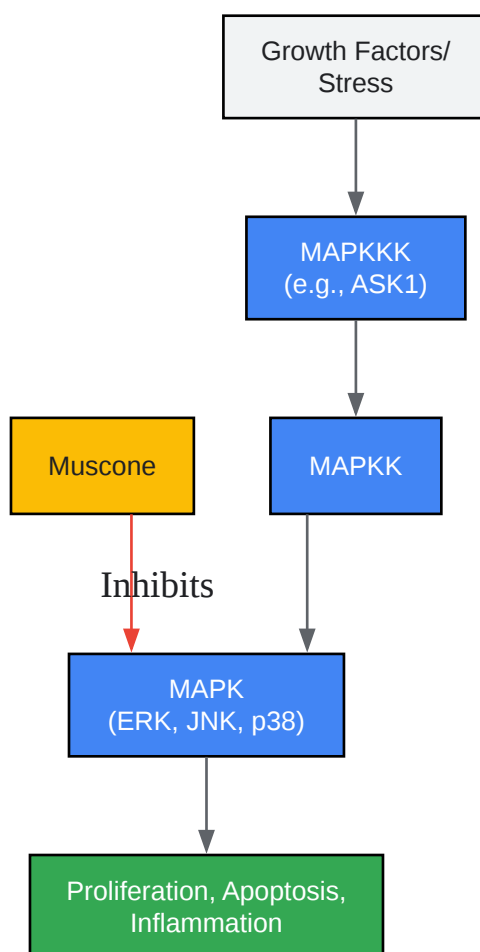 Growth Factors/
Stress
MAPKKK
(e.g., ASK1)
Muscone
MAPKK
Inhibits
MAPK
(ERK, JNK, p38)
Proliferation, Apoptosis,
Inflammation